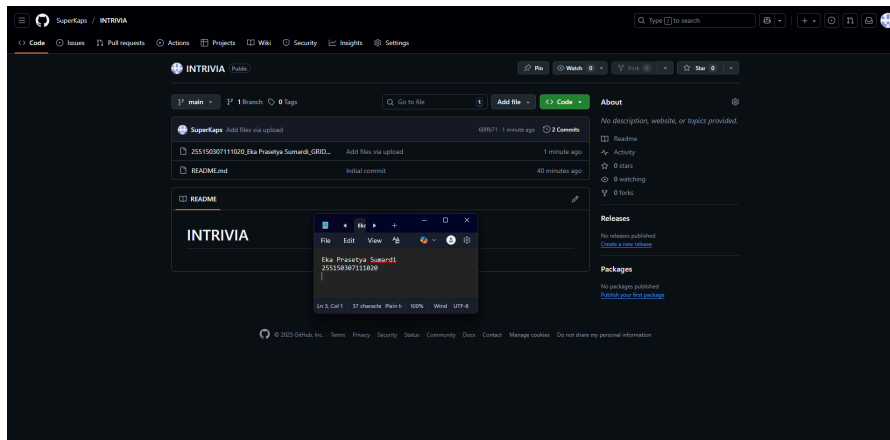 SuperKaps / INTRIVIA
Type / to search
Code Issues Pull requests Actions Projects Wiki Security Insights Settings
INTRIVIA Public
Pin Watch 0 Fork 0 Star 0
main 1 Branch 0 Tags
Go to file t
Add file Code
About
No description, website, or topics provided.
SuperKaps Add files via upload
68ffb71 · 1 minute ago 2 Commits
255150307111020_Eka Prasetya Sumardi_GRID... Add files via upload 1 minute ago
README.md Initial commit 40 minutes ago
Readme
Activity
0 stars
0 watching
0 forks
README
INTRIVIA
Releases
No releases published
Create a new release
Packages
No packages published
Publish your first package
Eka
File Edit View
Eka Prasetya Sumardi
255150307111020
Ln 3, Col 1 37 characte Plain t 100% Wind UTF-8
© 2025 GitHub, Inc. Terms Privacy Security Status Community Docs Contact Manage cookies Do not share my personal information